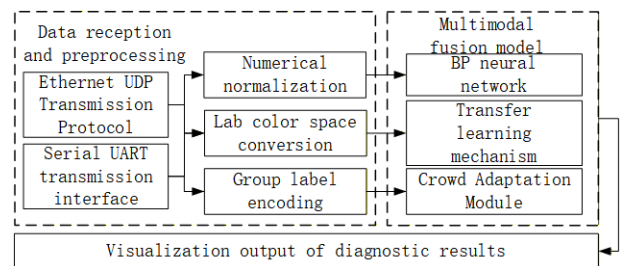 Data reception
and preprocessing
Ethernet UDP
Transmission
Protocol
Serial UART
transmission
interface
Numerical
normalization
Lab color space
conversion
Group label
encoding
Multimodal
fusion model
BP neural
network
Transfer
learning
mechanism
Crowd Adaptation
Module
Visualization output of diagnostic results